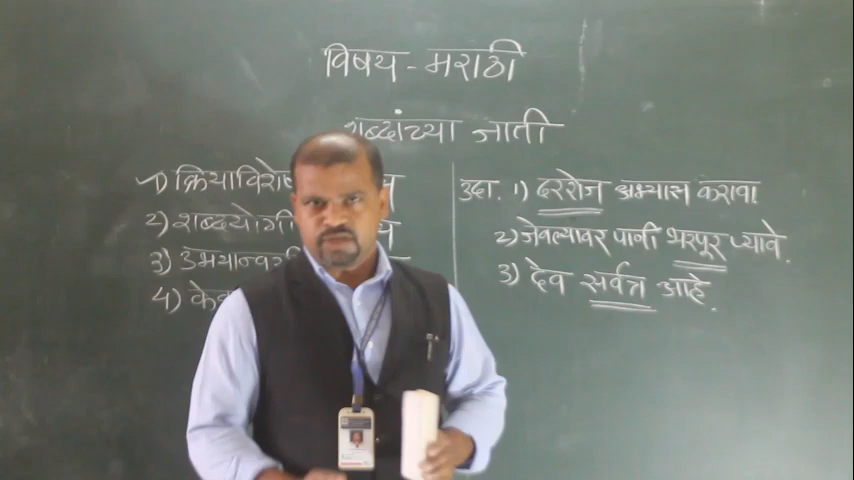 विषय - मराठी
शब्दांच्या जाती
१) क्रियाविशेष
२) शब्दयोगी य
३) उभयान्वयी
४) केव
उदा. १) दररोज अभ्यास करावा
२) जेवल्यावर पाणी भरपूर प्यावे.
३) देव सर्वत्र आहे.